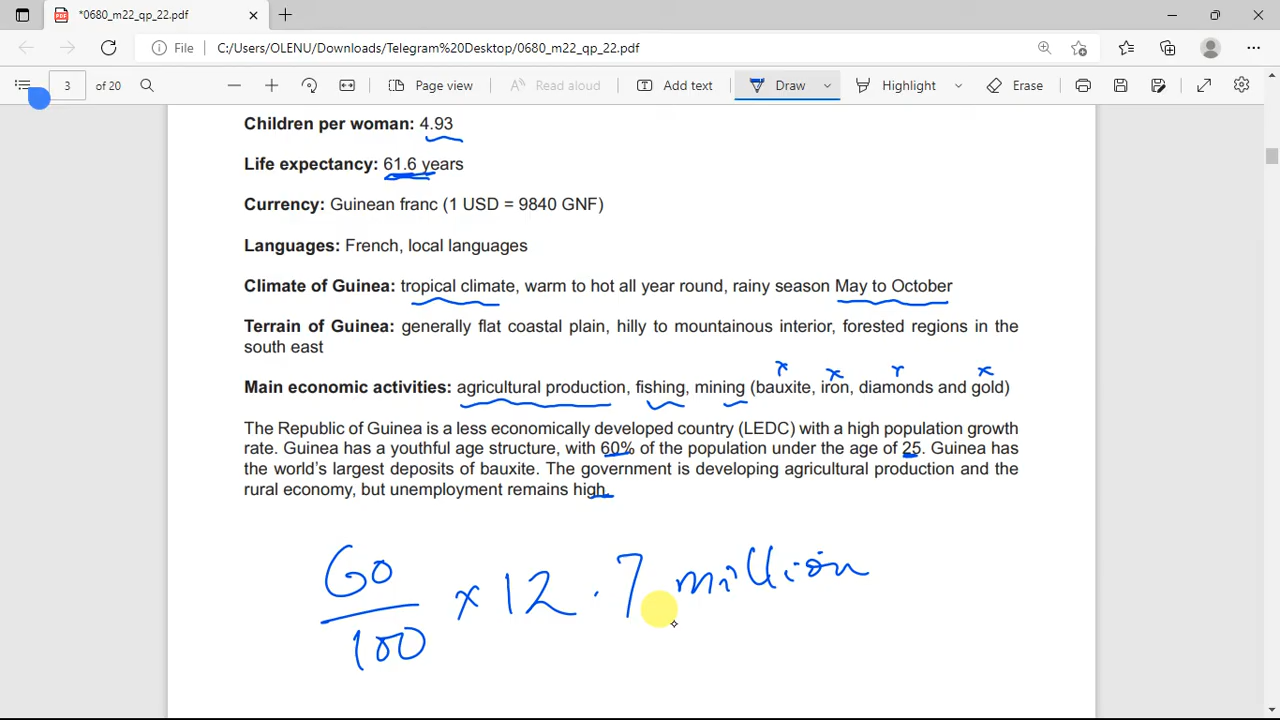 *0680_m22_qp_22.pdf
File C:/Users/OLENU/Downloads/Telegram%20Desktop/0680_m22_qp_22.pdf
3 of 20 Page view Read aloud Add text Draw Highlight Erase
Children per woman: 4.93
Life expectancy: 61.6 years
Currency: Guinean franc (1 USD = 9840 GNF)
Languages: French, local languages
Climate of Guinea: tropical climate, warm to hot all year round, rainy season May to October
Terrain of Guinea: generally flat coastal plain, hilly to mountainous interior, forested regions in the
south east
x x x x
Main economic activities: agricultural production, fishing, mining (bauxite, iron, diamonds and gold)
The Republic of Guinea is a less economically developed country (LEDC) with a high population growth
rate. Guinea has a youthful age structure, with 60% of the population under the age of 25. Guinea has
the world's largest deposits of bauxite. The government is developing agricultural production and the
rural economy, but unemployment remains high.
60
x 12.7 million
100